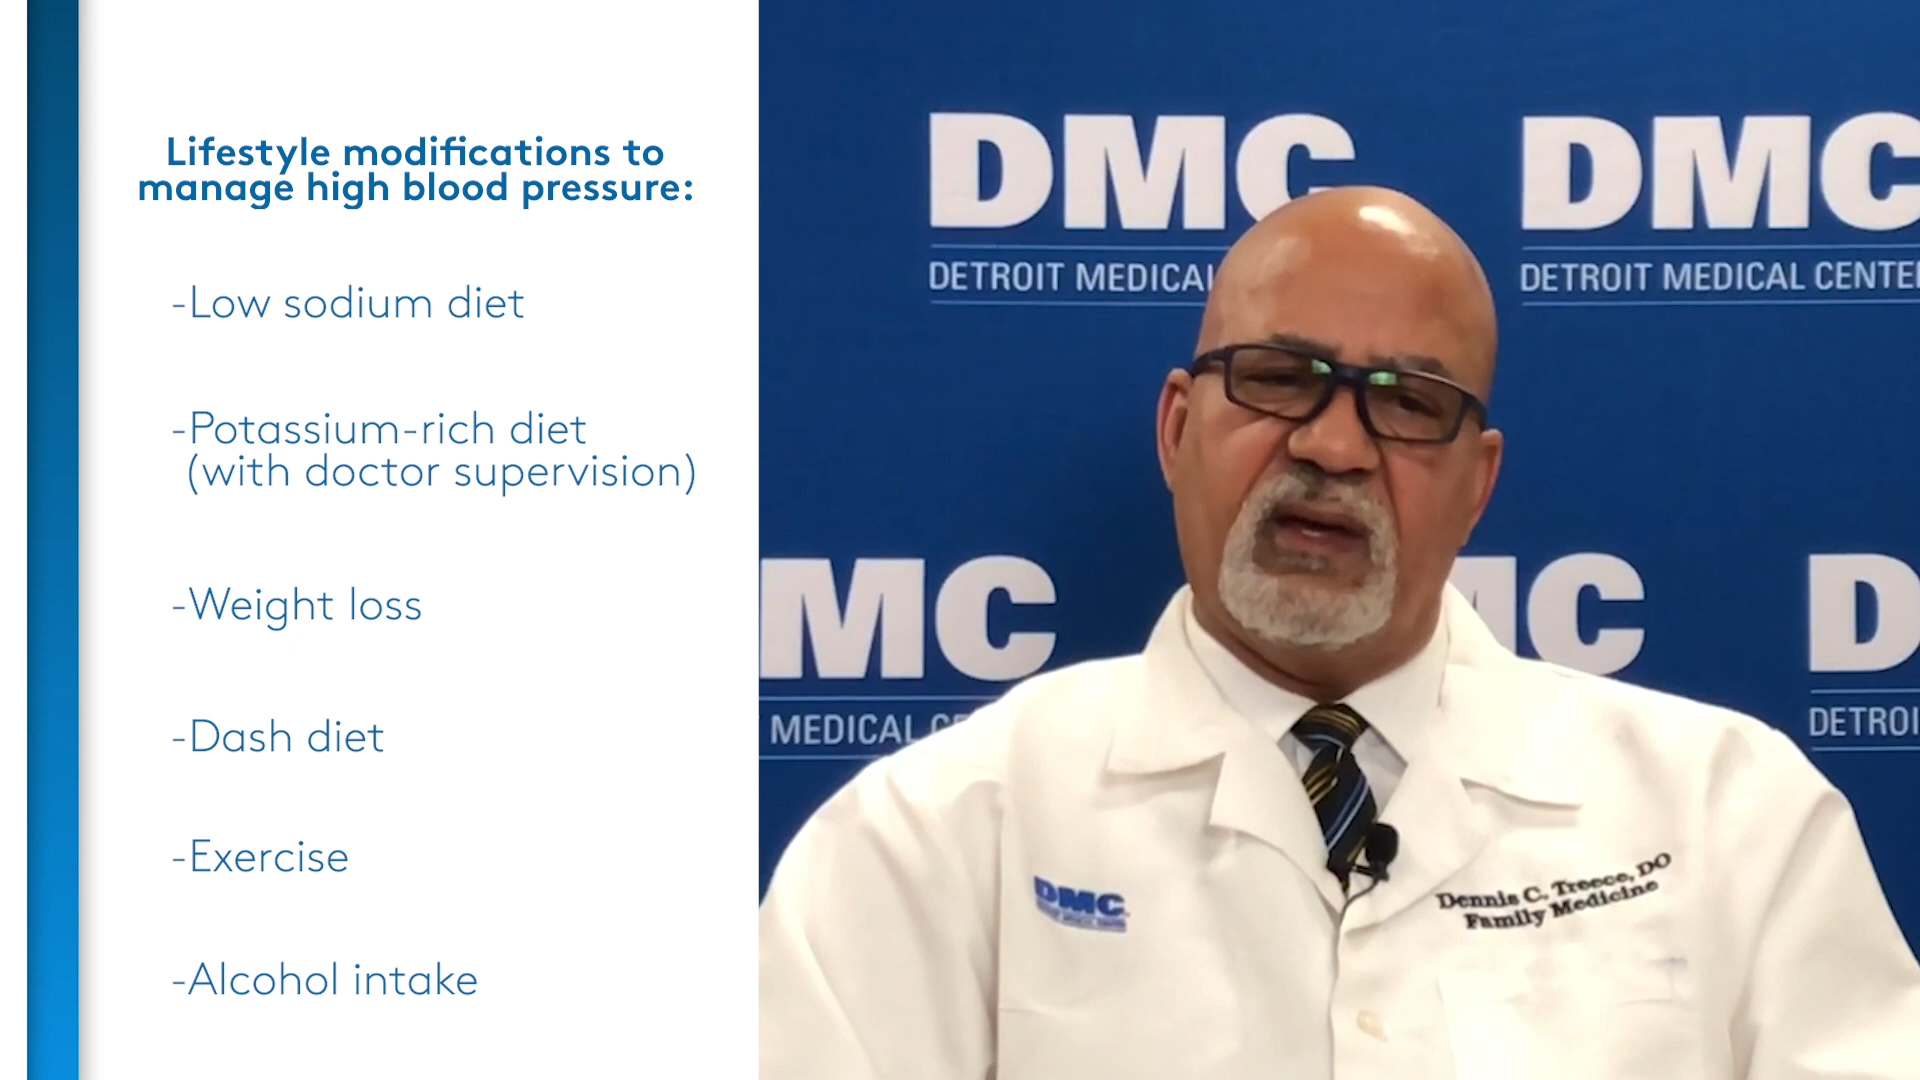 Lifestyle modifications to
manage high blood pressure:
-Low sodium diet
-Potassium-rich diet
(with doctor supervision)
-Weight loss
-Dash diet
-Exercise
-Alcohol intake
DMC
DETROIT MEDICAL
DMC
DETROIT MEDICAL CENTE
MC
MEDICAL CE
MC
D
DETROI
DMC
Dennis C. Treece, DO
Family Medicine